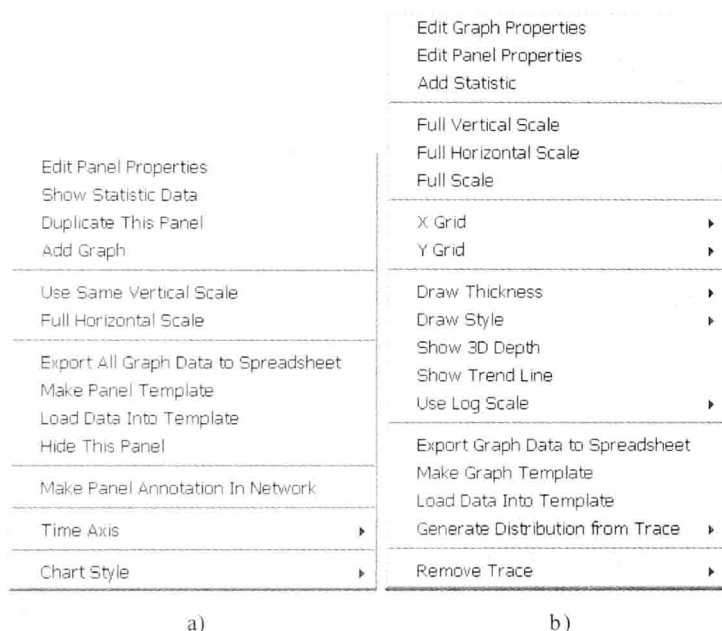 Edit Panel Properties
Show Statistic Data
Duplicate This Panel
Add Graph
Use Same Vertical Scale
Full Horizontal Scale
Export All Graph Data to Spreadsheet
Make Panel Template
Load Data Into Template
Hide This Panel
Make Panel Annotation In Network
Time Axis
Chart Style
a)
Edit Graph Properties
Edit Panel Properties
Add Statistic
Full Vertical Scale
Full Horizontal Scale
Full Scale
X Grid
Y Grid
Draw Thickness
Draw Style
Show 3D Depth
Show Trend Line
Use Log Scale
Export Graph Data to Spreadsheet
Make Graph Template
Load Data Into Template
Generate Distribution from Trace
Remove Trace
b)